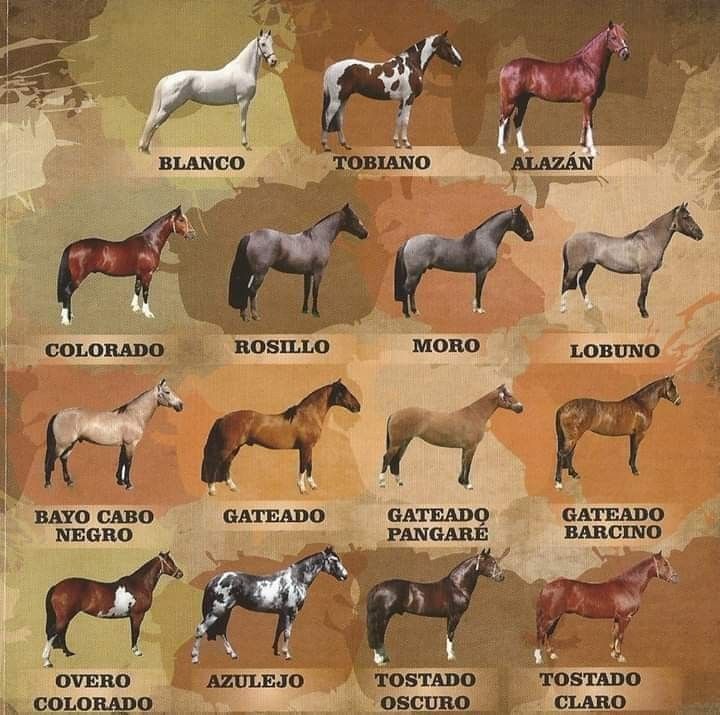 BLANCO
TOBIANO
ALAZÁN
COLORADO
ROSILLO
MORO
LOBUNO
BAYO CABO
NEGRO
GATEADO
GATEADO
PANGARÉ
GATEADO
BARCINO
OVERO
COLORADO
AZULEJO
TOSTADO
OSCURO
TOSTADO
CLARO